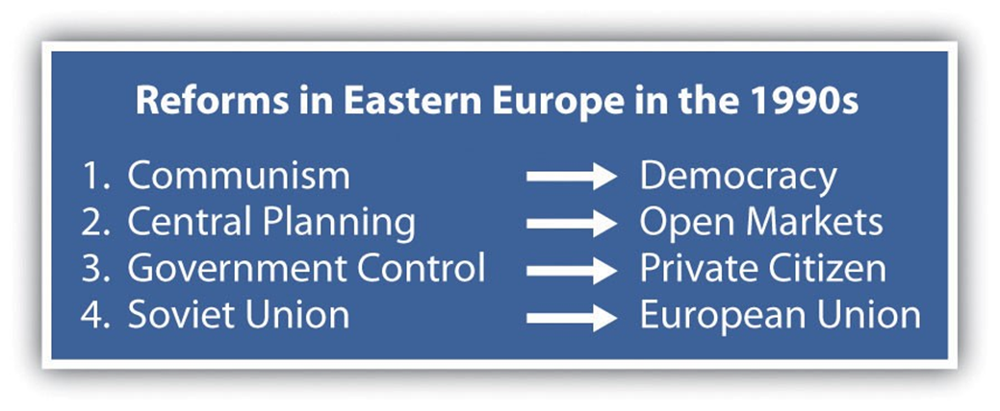 Reforms in Eastern Europe in the 1990s
1. Communism → Democracy
2. Central Planning → Open Markets
3. Government Control → Private Citizen
4. Soviet Union → European Union